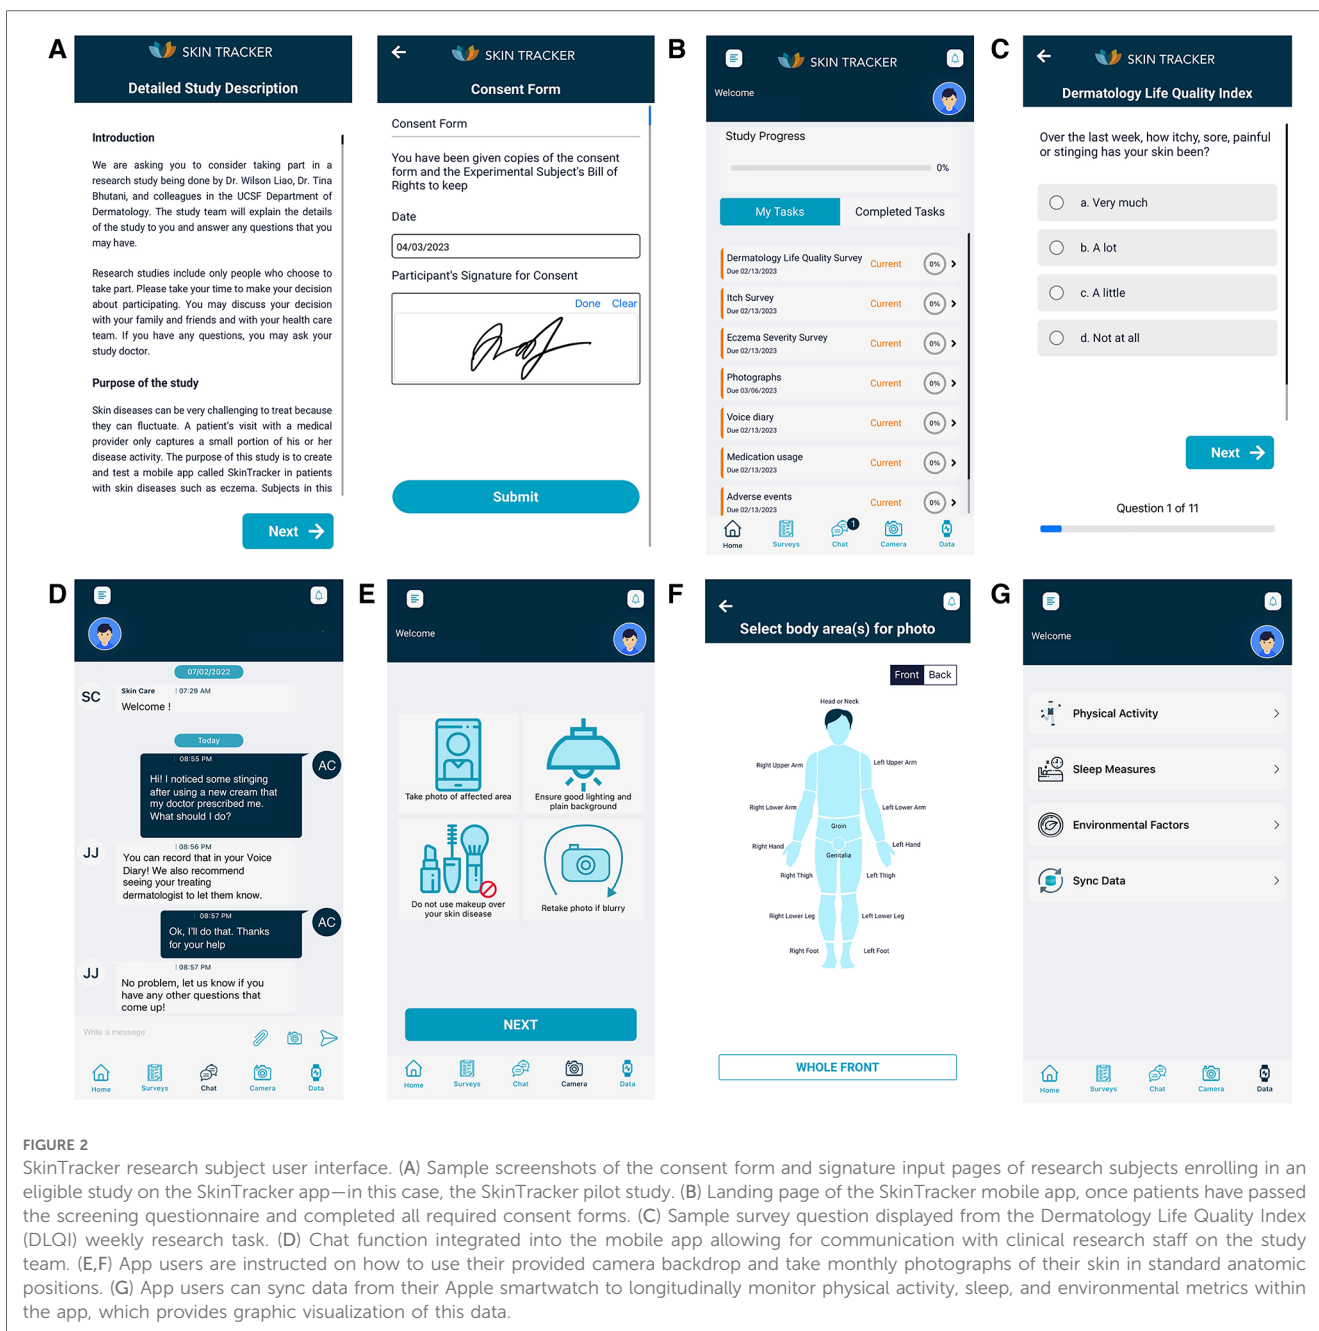 A
SKIN TRACKER
Detailed Study Description
Introduction
We are asking you to consider taking part in a
research study being done by Dr. Wilson Liao, Dr. Tina
Bhutani, and colleagues in the UCSF Department of
Dermatology. The study team will explain the details
of the study to you and answer any questions that you
may have.
Research studies include only people who choose to
take part. Please take your time to make your decision
about participating. You may discuss your decision
with your family and friends and with your health care
team. If you have any questions, you may ask your
study doctor.
Purpose of the study
Skin diseases can be very challenging to treat because
they can fluctuate. A patient's visit with a medical
provider only captures a small portion of his or her
disease activity. The purpose of this study is to create
and test a mobile app called SkinTracker in patients
with skin diseases such as eczema. Subjects in this
Next
SKIN TRACKER
Consent Form
Consent Form
You have been given copies of the consent
form and the Experimental Subject's Bill of
Rights to keep
Date
04/03/2023
Participant's Signature for Consent
Done Clear
Submit
B
SKIN TRACKER
Welcome
Study Progress
0%
My Tasks Completed Tasks
Dermatology Life Quality Survey
Due 02/13/2023
Current 0%
Itch Survey
Due 02/13/2023
Current 0%
Eczema Severity Survey
Due 02/13/2023
Current 0%
Photographs
Due 03/06/2023
Current 0%
Voice diary
Due 02/13/2023
Current 0%
Medication usage
Due 02/13/2023
Current 0%
Adverse events
Due 02/13/2023
Current 0%
1
Home Surveys Chat Camera Data
C
SKIN TRACKER
Dermatology Life Quality Index
Over the last week, how itchy, sore, painful
or stinging has your skin been?
a. Very much
b. A lot
c. A little
d. Not at all
Next
Question 1 of 11
D
07/02/2022
SC
Skin Care | 07:29 AM
Welcome !
Today
| 08:55 PM
AC
Hi! I noticed some stinging
after using a new cream that
my doctor prescribed me.
What should I do?
JJ
| 08:56 PM
You can record that in your Voice
Diary! We also recommend
seeing your treating
dermatologist to let them know.
| 08:57 PM
AC
Ok, I'll do that. Thanks
for your help
JJ
| 08:57 PM
No problem, let us know if you
have any other questions that
come up!
Write a message
Home Surveys Chat Camera Data
E
Welcome
Take photo of affected area
Ensure good lighting and
plain background
Do not use makeup over
your skin disease
Retake photo if blurry
NEXT
Home Surveys Chat Camera Data
F
Select body area(s) for photo
Front Back
Head or Neck
Right Upper Arm Left Upper Arm
Right Lower Arm Left Lower Arm
Groin
Right Hand Left Hand
Genitalia
Right Thigh Left Thigh
Right Lower Leg Left Lower Leg
Right Foot Left Foot
WHOLE FRONT
G
Welcome
Physical Activity
Sleep Measures
Environmental Factors
Sync Data
Home Surveys Chat Camera Data
FIGURE 2
SkinTracker research subject user interface. (A) Sample screenshots of the consent form and signature input pages of research subjects enrolling in an
eligible study on the SkinTracker app—in this case, the SkinTracker pilot study. (B) Landing page of the SkinTracker mobile app, once patients have passed
the screening questionnaire and completed all required consent forms. (C) Sample survey question displayed from the Dermatology Life Quality Index
(DLQI) weekly research task. (D) Chat function integrated into the mobile app allowing for communication with clinical research staff on the study
team. (E,F) App users are instructed on how to use their provided camera backdrop and take monthly photographs of their skin in standard anatomic
positions. (G) App users can sync data from their Apple smartwatch to longitudinally monitor physical activity, sleep, and environmental metrics within
the app, which provides graphic visualization of this data.